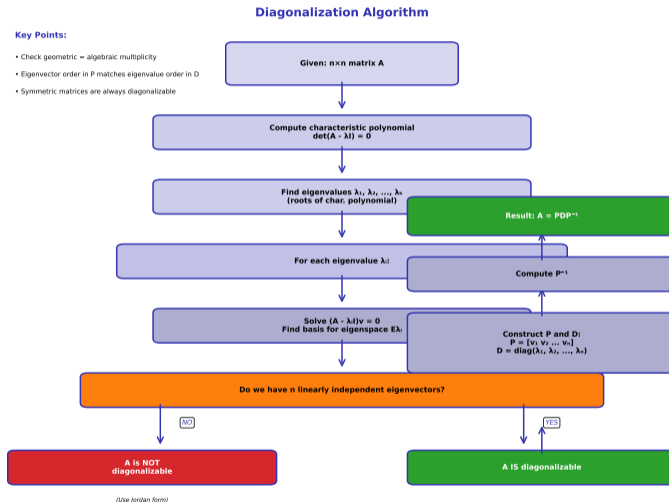 Diagonalization Algorithm
Key Points:
• Check geometric = algebraic multiplicity
• Eigenvector order in P matches eigenvalue order in D
• Symmetric matrices are always diagonalizable
Given: n×n matrix A
Compute characteristic polynomial
det(A - λI) = 0
Find eigenvalues λ₁, λ₂, ..., λₙ
(roots of char. polynomial)
Result: A = PDP⁻¹
For each eigenvalue λᵢ:
Compute P⁻¹
Solve (A - λᵢI)v = 0
Find basis for eigenspace Eλᵢ
Construct P and D:
P = [v₁ v₂ ... vₙ]
D = diag(λ₁, λ₂, ..., λₙ)
Do we have n linearly independent eigenvectors?
NO
YES
A is NOT
diagonalizable
A IS diagonalizable
(Use Jordan form)